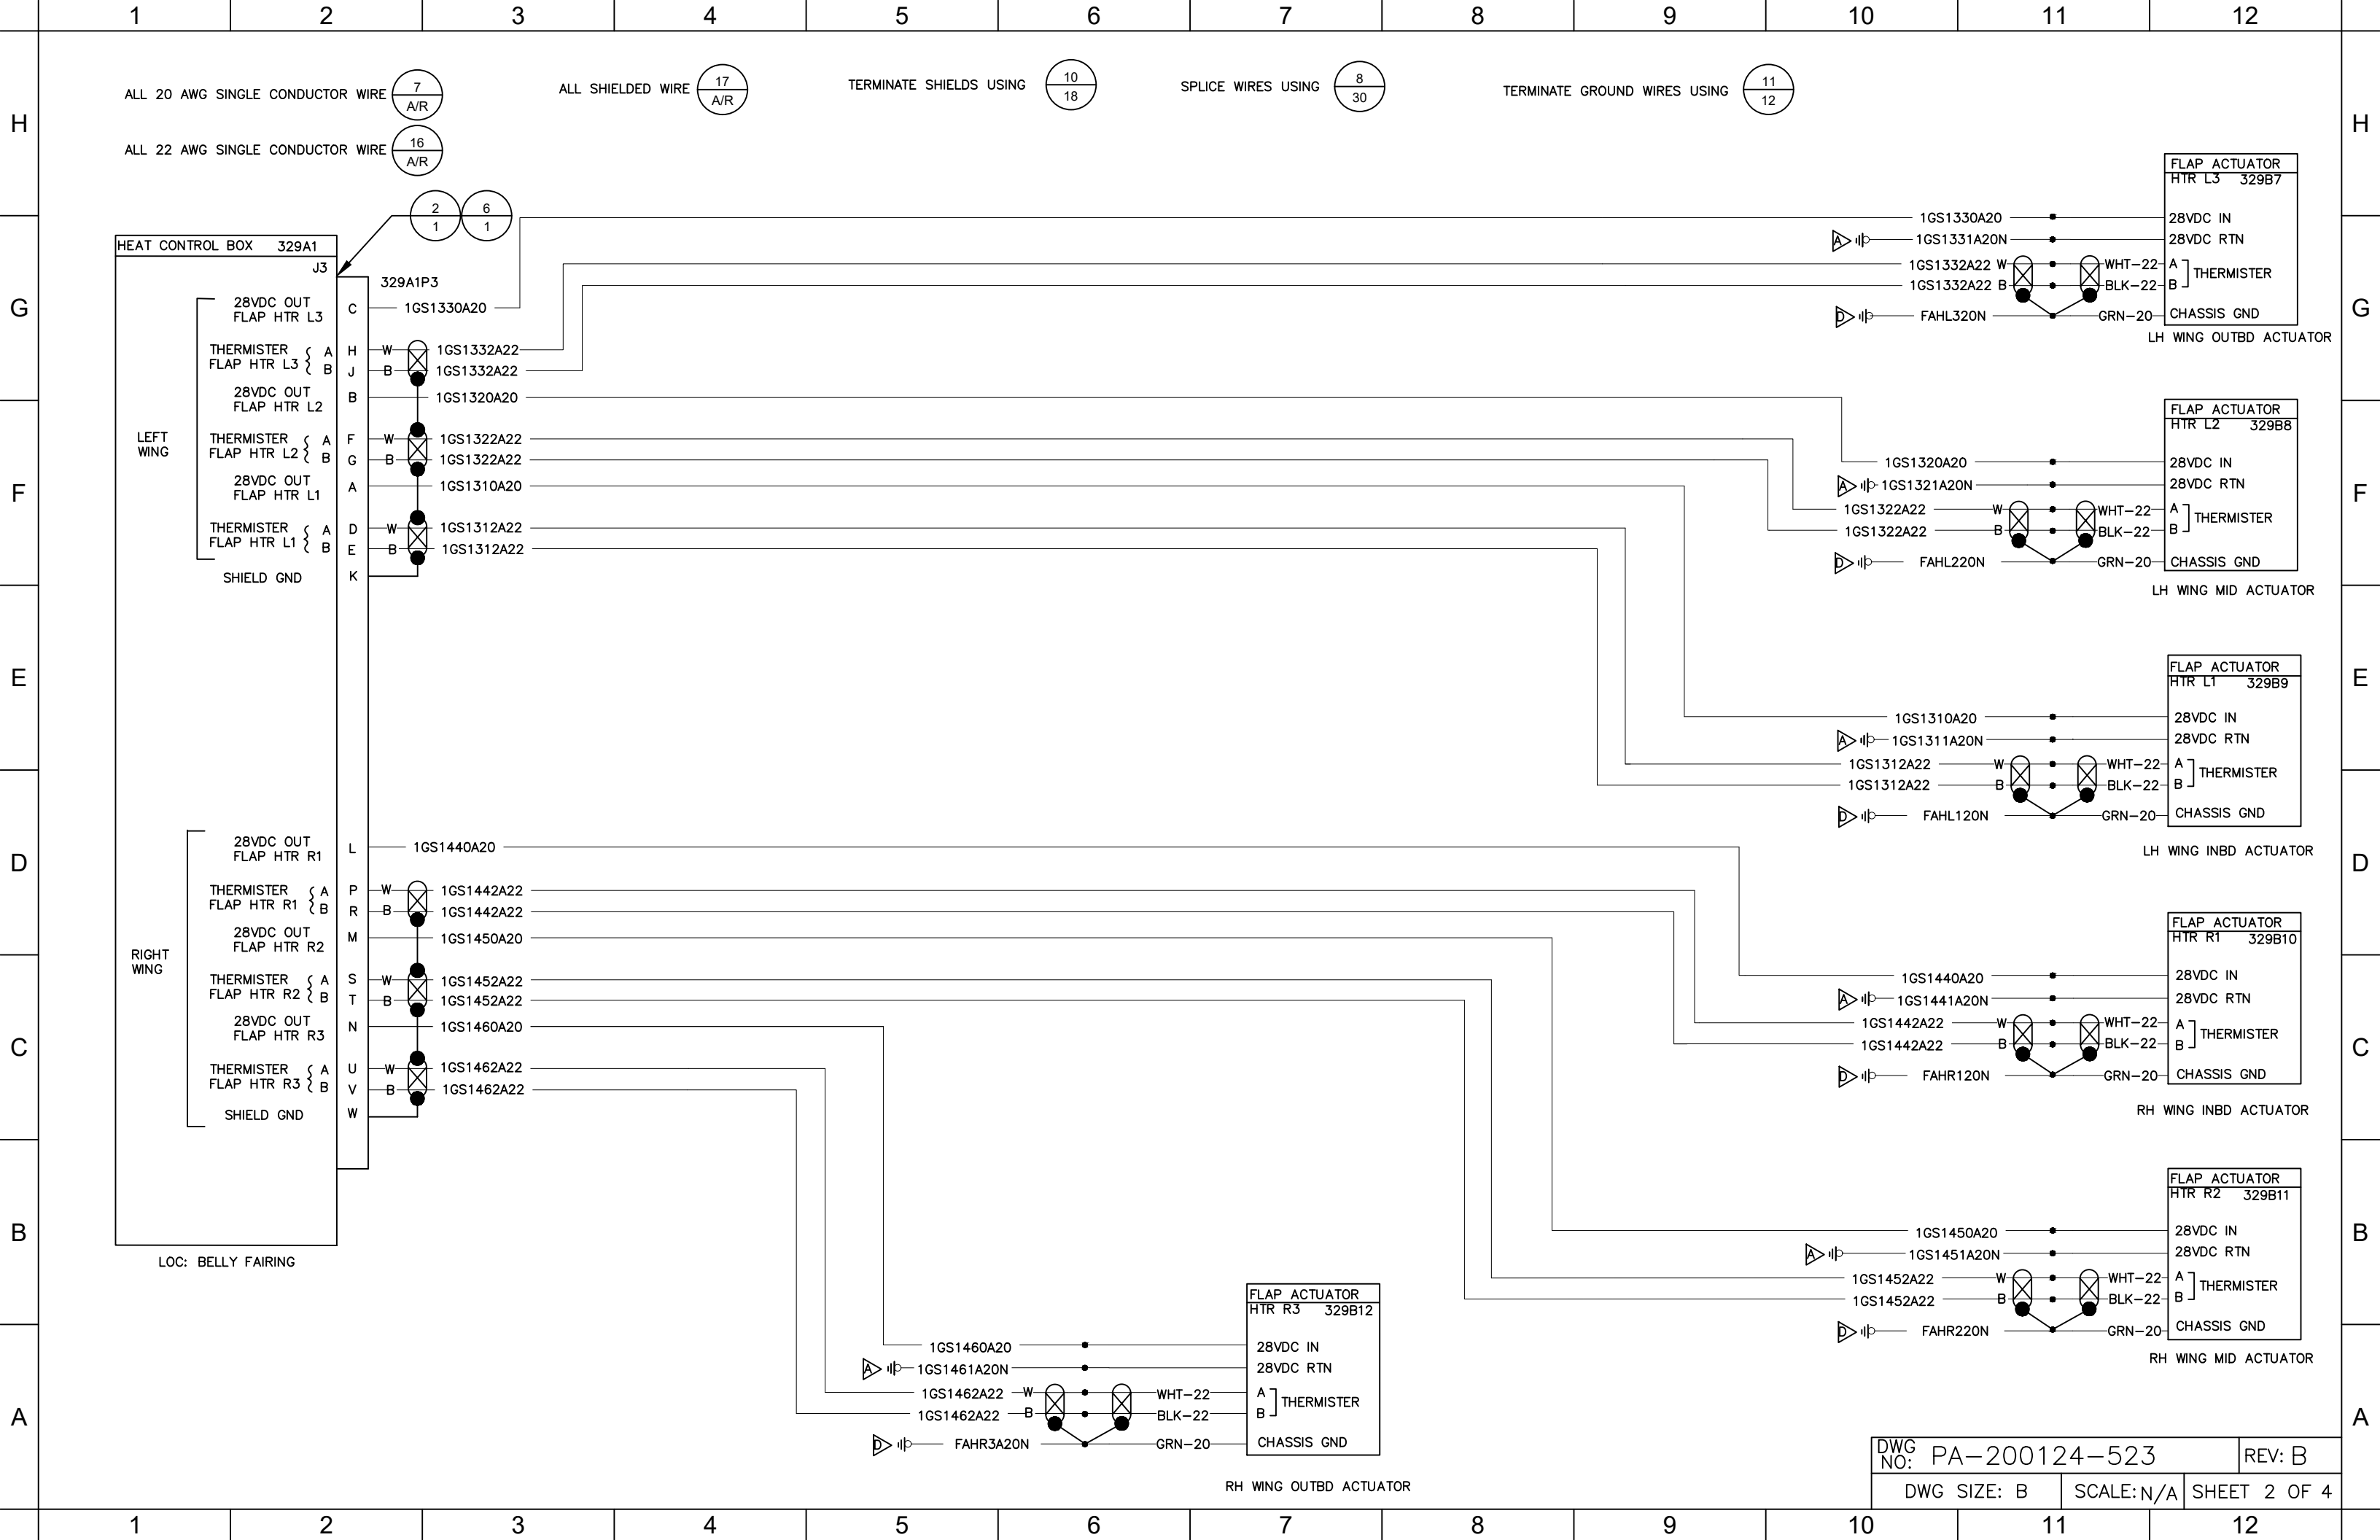 1 2 3 4 5 6 7 8 9 10 11 12
H
G
F
E
D
C
B
A
ALL 20 AWG SINGLE CONDUCTOR WIRE 7 A/R
ALL 22 AWG SINGLE CONDUCTOR WIRE 16 A/R
ALL SHIELDED WIRE 17 A/R
TERMINATE SHIELDS USING 10 18
SPLICE WIRES USING 8 30
TERMINATE GROUND WIRES USING 11 12
2 1 6 1
HEAT CONTROL BOX 329A1
J3
329A1P3
LEFT
WING
28VDC OUT
FLAP HTR L3 C 1GS1330A20
THERMISTER A H W 1GS1332A22
FLAP HTR L3 B J B 1GS1332A22
28VDC OUT
FLAP HTR L2 B 1GS1320A20
THERMISTER A F W 1GS1322A22
FLAP HTR L2 B G B 1GS1322A22
28VDC OUT
FLAP HTR L1 A 1GS1310A20
THERMISTER A D W 1GS1312A22
FLAP HTR L1 B E B 1GS1312A22
SHIELD GND K
RIGHT
WING
28VDC OUT
FLAP HTR R1 L 1GS1440A20
THERMISTER A P W 1GS1442A22
FLAP HTR R1 B R B 1GS1442A22
28VDC OUT
FLAP HTR R2 M 1GS1450A20
THERMISTER A S W 1GS1452A22
FLAP HTR R2 B T B 1GS1452A22
28VDC OUT
FLAP HTR R3 N 1GS1460A20
THERMISTER A U W 1GS1462A22
FLAP HTR R3 B V B 1GS1462A22
SHIELD GND W
LOC: BELLY FAIRING
FLAP ACTUATOR
HTR L3 329B7
1GS1330A20 28VDC IN
A 1GS1331A20N 28VDC RTN
1GS1332A22 W WHT-22 A
THERMISTER
1GS1332A22 B BLK-22 B
D FAHL320N GRN-20 CHASSIS GND
LH WING OUTBD ACTUATOR
FLAP ACTUATOR
HTR L2 329B8
1GS1320A20 28VDC IN
A 1GS1321A20N 28VDC RTN
1GS1322A22 W WHT-22 A
THERMISTER
1GS1322A22 B BLK-22 B
D FAHL220N GRN-20 CHASSIS GND
LH WING MID ACTUATOR
FLAP ACTUATOR
HTR L1 329B9
1GS1310A20 28VDC IN
A 1GS1311A20N 28VDC RTN
1GS1312A22 W WHT-22 A
THERMISTER
1GS1312A22 B BLK-22 B
D FAHL120N GRN-20 CHASSIS GND
LH WING INBD ACTUATOR
FLAP ACTUATOR
HTR R1 329B10
1GS1440A20 28VDC IN
A 1GS1441A20N 28VDC RTN
1GS1442A22 W WHT-22 A
THERMISTER
1GS1442A22 B BLK-22 B
D FAHR120N GRN-20 CHASSIS GND
RH WING INBD ACTUATOR
FLAP ACTUATOR
HTR R2 329B11
1GS1450A20 28VDC IN
A 1GS1451A20N 28VDC RTN
1GS1452A22 W WHT-22 A
THERMISTER
1GS1452A22 B BLK-22 B
D FAHR220N GRN-20 CHASSIS GND
RH WING MID ACTUATOR
FLAP ACTUATOR
HTR R3 329B12
1GS1460A20 28VDC IN
A 1GS1461A20N 28VDC RTN
1GS1462A22 W WHT-22 A
THERMISTER
1GS1462A22 B BLK-22 B
D FAHR3A20N GRN-20 CHASSIS GND
RH WING OUTBD ACTUATOR
DWG
NO: PA-200124-523 REV: B
DWG SIZE: B SCALE: N/A SHEET 2 OF 4
H
G
F
E
D
C
B
A
1 2 3 4 5 6 7 8 9 10 11 12